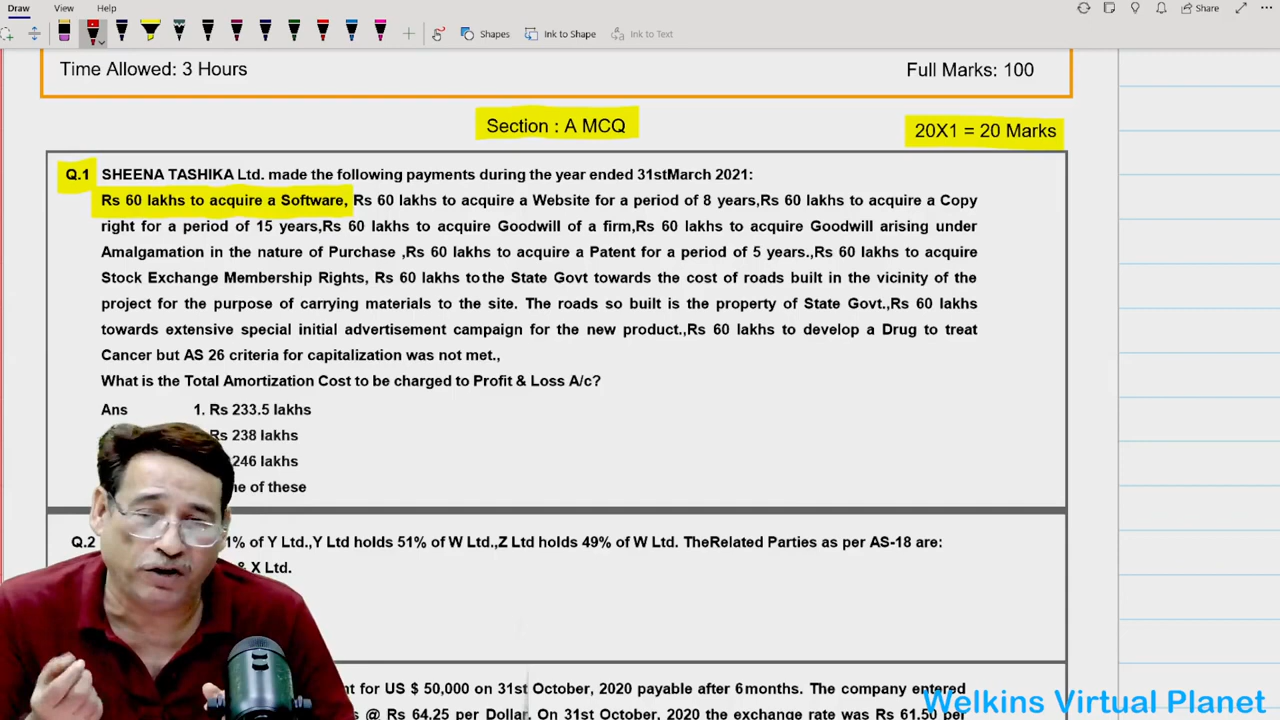 Draw View Help Share
Shapes Ink to Shape Ink to Text
Time Allowed: 3 Hours Full Marks: 100
Section : A MCQ
20X1 = 20 Marks
Q.1 SHEENA TASHIKA Ltd. made the following payments during the year ended 31stMarch 2021:
Rs 60 lakhs to acquire a Software, Rs 60 lakhs to acquire a Website for a period of 8 years,Rs 60 lakhs to acquire a Copy
right for a period of 15 years,Rs 60 lakhs to acquire Goodwill of a firm,Rs 60 lakhs to acquire Goodwill arising under
Amalgamation in the nature of Purchase ,Rs 60 lakhs to acquire a Patent for a period of 5 years.,Rs 60 lakhs to acquire
Stock Exchange Membership Rights, Rs 60 lakhs to the State Govt towards the cost of roads built in the vicinity of the
project for the purpose of carrying materials to the site. The roads so built is the property of State Govt.,Rs 60 lakhs
towards extensive special initial advertisement campaign for the new product.,Rs 60 lakhs to develop a Drug to treat
Cancer but AS 26 criteria for capitalization was not met.,
What is the Total Amortization Cost to be charged to Profit & Loss A/c?
Ans 1. Rs 233.5 lakhs
Rs 238 lakhs
246 lakhs
of these
Q.2 1% of Y Ltd.,Y Ltd holds 51% of W Ltd.,Z Ltd holds 49% of W Ltd. TheRelated Parties as per AS-18 are:
& X Ltd.
for US $ 50,000 on 31st October, 2020 payable after 6 months. The company entered
@ Rs 64.25 per Dollar. On 31st October, 2020 the exchange rate was Rs 61.50 per
Welkins Virtual Planet